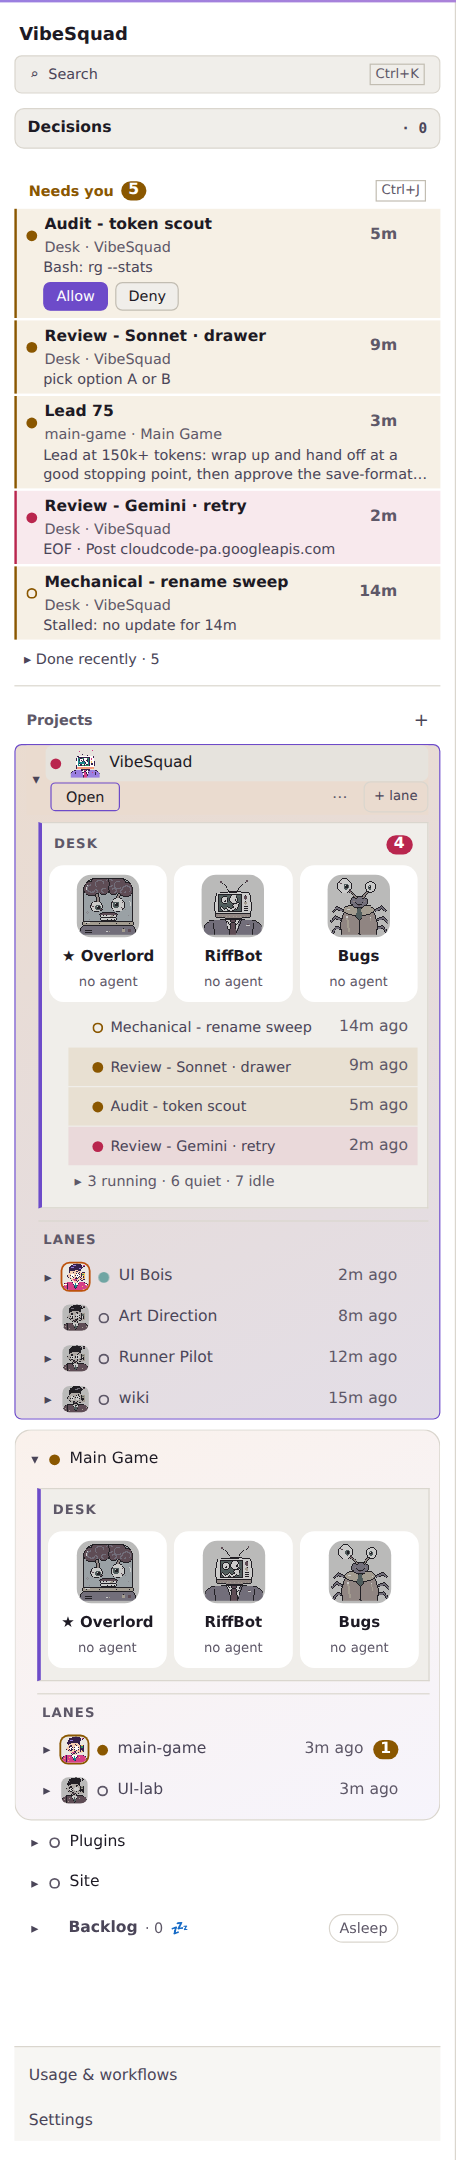 VibeSquad
Search Ctrl+K
Decisions · 0
Needs you 5 Ctrl+J
Audit - token scout 5m
Desk · VibeSquad
Bash: rg --stats
Allow Deny
Review - Sonnet · drawer 9m
Desk · VibeSquad
pick option A or B
Lead 75 3m
main-game · Main Game
Lead at 150k+ tokens: wrap up and hand off at a
good stopping point, then approve the save-format…
Review - Gemini · retry 2m
Desk · VibeSquad
EOF · Post cloudcode-pa.googleapis.com
Mechanical - rename sweep 14m
Desk · VibeSquad
Stalled: no update for 14m
▸ Done recently · 5
Projects +
▾ VibeSquad
Open ··· + lane
DESK 4
★ Overlord RiffBot Bugs
no agent no agent no agent
Mechanical - rename sweep 14m ago
Review - Sonnet · drawer 9m ago
Audit - token scout 5m ago
Review - Gemini · retry 2m ago
▸ 3 running · 6 quiet · 7 idle
LANES
▸ UI Bois 2m ago
▸ Art Direction 8m ago
▸ Runner Pilot 12m ago
▸ wiki 15m ago
▾ Main Game
DESK
★ Overlord RiffBot Bugs
no agent no agent no agent
LANES
▸ main-game 3m ago 1
▸ UI-lab 3m ago
▸ Plugins
▸ Site
▸ Backlog · 0 💤 Asleep
Usage & workflows
Settings